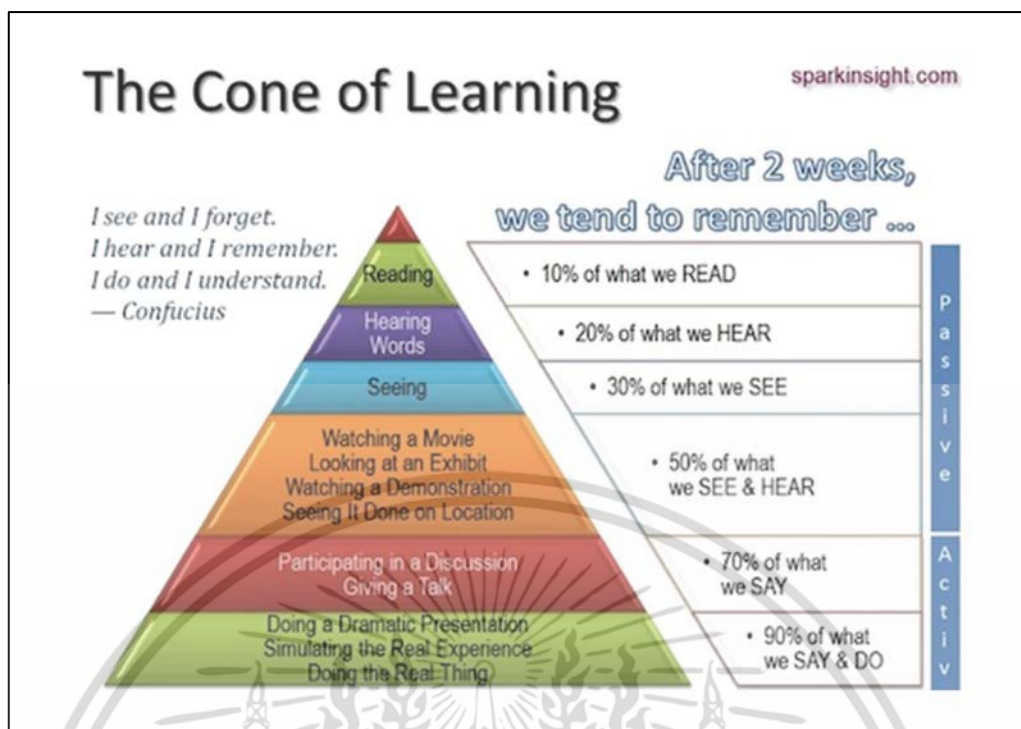 The Cone of Learning
sparkinsight.com
After 2 weeks,
we tend to remember ...
I see and I forget.
I hear and I remember.
I do and I understand.
— Confucius
Reading
• 10% of what we READ
Hearing
Words
• 20% of what we HEAR
Seeing
• 30% of what we SEE
Watching a Movie
Looking at an Exhibit
Watching a Demonstration
Seeing It Done on Location
• 50% of what
we SEE & HEAR
Participating in a Discussion
Giving a Talk
• 70% of what
we SAY
Doing a Dramatic Presentation
Simulating the Real Experience
Doing the Real Thing
• 90% of what
we SAY & DO
Passive
Activ